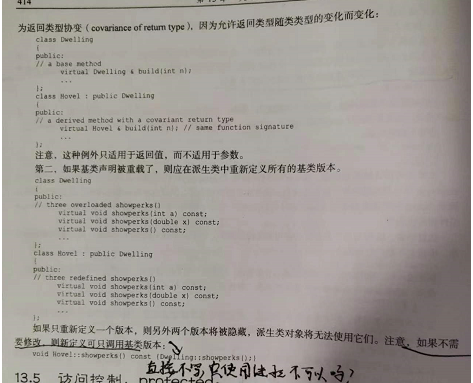 414
为返回类型协变（covariance of return type），因为允许返回类型随类类型的变化而变化：
class Dwelling
{
public:
// a base method
virtual Dwelling & build(int n);
...
};
class Hovel : public Dwelling
{
public:
// a derived method with a covariant return type
virtual Hovel & build(int n); // same function signature
...
};
注意，这种例外只适用于返回值，而不适用于参数。
第二，如果基类声明被重载了，则应在派生类中重新定义所有的基类版本。
class Dwelling
{
public:
// three overloaded showperks()
virtual void showperks(int a) const;
virtual void showperks(double x) const;
virtual void showperks() const;
...
};
class Hovel : public Dwelling
{
public:
// three redefined showperks()
virtual void showperks(int a) const;
virtual void showperks(double x) const;
virtual void showperks() const;
...
};
如果只重新定义一个版本，则另外两个版本将被隐藏，派生类对象将无法使用它们。注意，如果不需
要修改，则新定义可只调用基类版本：
void Hovel::showperks() const {Dwelling::showperks();}
直接不写只使用 不可以吗？
13.5 访问控制：protected